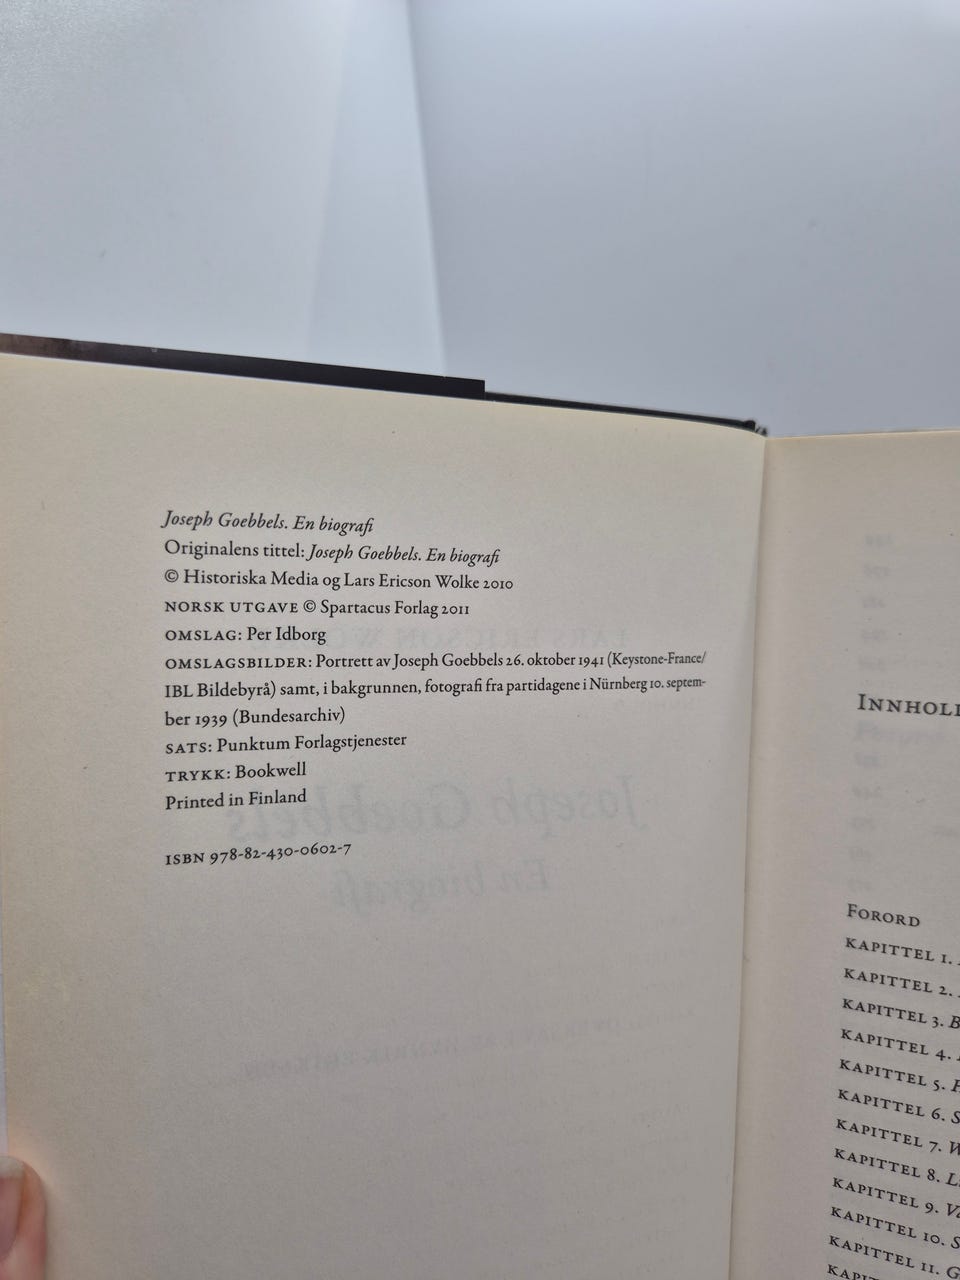 Joseph Goebbels. En biografi
Originalens tittel: Joseph Goebbels. En biografi
© Historiska Media og Lars Ericson Wolke 2010
NORSK UTGAVE © Spartacus Forlag 2011
OMSLAG: Per Idborg
OMSLAGSBILDER: Portrett av Joseph Goebbels 26. oktober 1941 (Keystone-France/
IBL Bildebyrå) samt, i bakgrunnen, fotografi fra partidagene i Nürnberg 10. septem-
ber 1939 (Bundesarchiv)
SATS: Punktum Forlagstjenester
TRYKK: Bookwell
Printed in Finland
ISBN 978-82-430-0602-7
INNHOL
FORORD
KAPITTEL 1.
KAPITTEL 2.
KAPITTEL 3. B
KAPITTEL 4.
KAPITTEL 5.
KAPITTEL 6. S
KAPITTEL 7. W
KAPITTEL 8. L
KAPITTEL 9. V
KAPITTEL 10. S
KAPITTEL 11. G